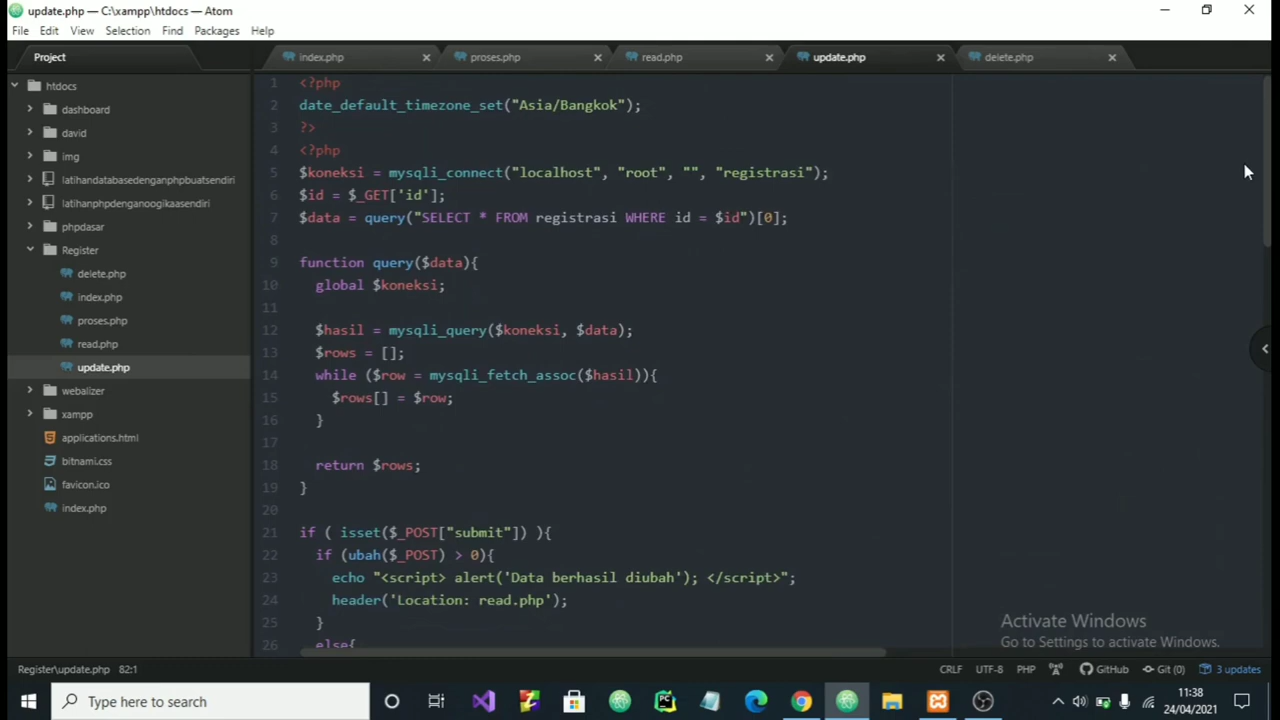 update.php — C:\xampp\htdocs — Atom
File Edit View Selection Find Packages Help
Project
index.php
proses.php
read.php
update.php
delete.php
htdocs
dashboard
david
img
latihandatabasedenganphpbuatsendiri
latihanphpdenganoogikaasendiri
phpdasar
Register
delete.php
index.php
proses.php
read.php
update.php
webalizer
xampp
applications.html
bitnami.css
favicon.ico
index.php
1 <?php
2 date_default_timezone_set("Asia/Bangkok");
3 ?>
4 <?php
5 $koneksi = mysqli_connect("localhost", "root", "", "registrasi");
6 $id = $_GET['id'];
7 $data = query("SELECT * FROM registrasi WHERE id = $id")[0];
8
9 function query($data){
10 global $koneksi;
11
12 $hasil = mysqli_query($koneksi, $data);
13 $rows = [];
14 while ($row = mysqli_fetch_assoc($hasil)){
15 $rows[] = $row;
16 }
17
18 return $rows;
19 }
20
21 if ( isset($_POST["submit"]) ){
22 if (ubah($_POST) > 0){
23 echo "<script> alert('Data berhasil diubah'); </script>";
24 header('Location: read.php');
25 }
26 else{
Activate Windows
Go to Settings to activate Windows.
Register\update.php 82:1
CRLF UTF-8 PHP GitHub Git (0) 3 updates
Type here to search
11:38
24/04/2021